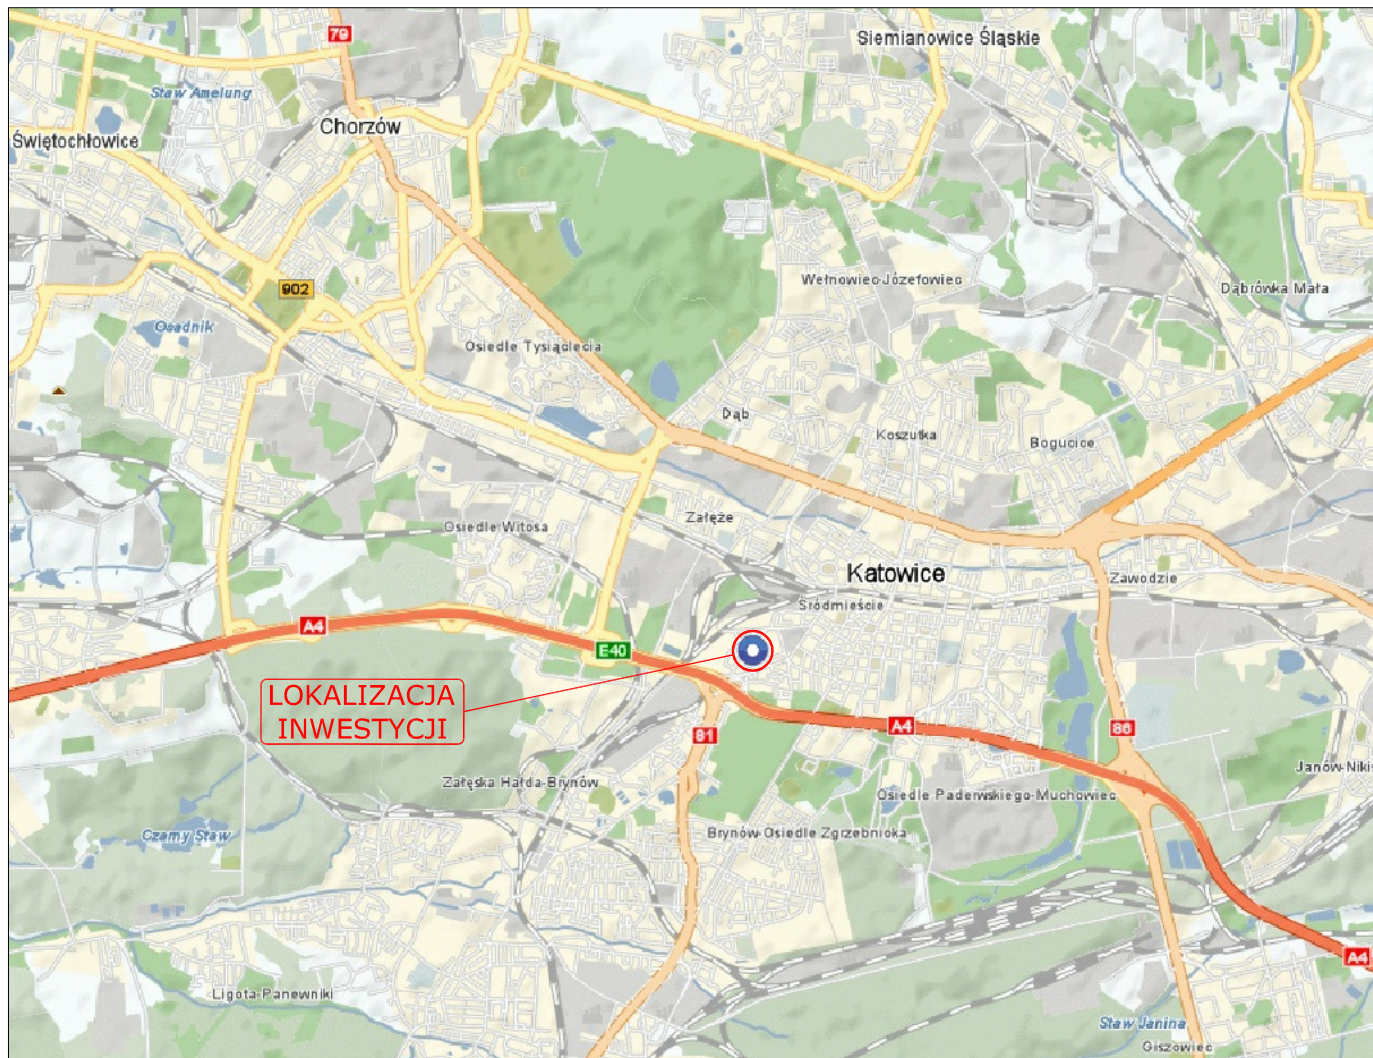 79
Siemianowice Śląskie
Staw Amelung
Chorzów
Świętochłowice
Wełnowiec-Józefowiec
Dąbrówka Mała
902
Osadnik
Osiedle Tysiąclecia
Dąb
Koszutka
Bogucice
Osiedle Witosa
Załęże
Katowice
Zawodzie
Śródmieście
A4
E40
LOKALIZACJA
INWESTYCJI
81
A4
86
Janów-Nikis
Załęska Hałda-Brynów
Osiedle Paderewskiego-Muchowiec
Czarny Staw
Brynów-Osiedle Zgrzebnioka
A4
Ligota-Panewniki
Staw Janina
Giszowiec